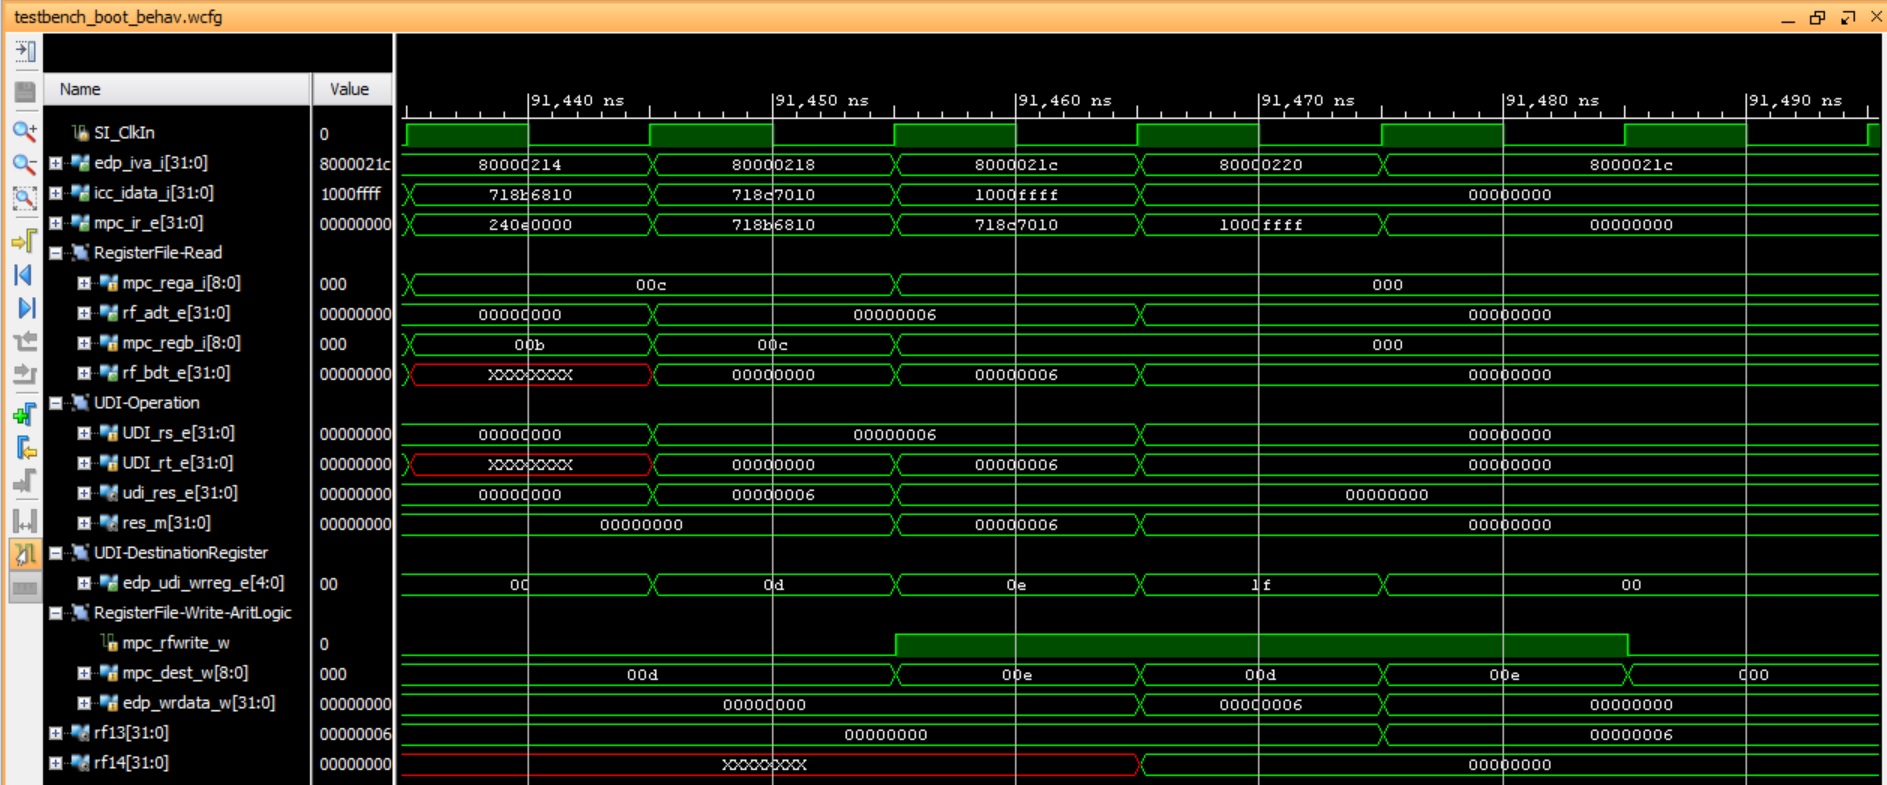 testbench_boot_behav.wcfg
Name Value
91,440 ns 91,450 ns 91,460 ns 91,470 ns 91,480 ns 91,490 ns
SI_ClkIn 0
edp_iva_i[31:0] 8000021c 80000214 80000218 8000021c 80000220 8000021c
icc_idata_i[31:0] 1000ffff 718b6810 718c7010 1000ffff 00000000
mpc_ir_e[31:0] 00000000 240e0000 718b6810 718c7010 1000ffff 00000000
RegisterFile-Read
mpc_rega_i[8:0] 000 00c 000
rf_adt_e[31:0] 00000000 00000000 00000006 00000000
mpc_regb_i[8:0] 000 00b 00c 000
rf_bdt_e[31:0] 00000000 XXXXXXXX 00000000 00000006 00000000
UDI-Operation
UDI_rs_e[31:0] 00000000 00000000 00000006 00000000
UDI_rt_e[31:0] 00000000 XXXXXXXX 00000000 00000006 00000000
udi_res_e[31:0] 00000000 00000000 00000006 00000000
res_m[31:0] 00000000 00000000 00000006 00000000
UDI-DestinationRegister
edp_udi_wrreg_e[4:0] 00 00 0d 0e 1f 00
RegisterFile-Write-AritLogic
mpc_rfwrite_w 0
mpc_dest_w[8:0] 000 00d 00e 00d 00e 000
edp_wrdata_w[31:0] 00000000 00000000 00000006 00000000
rf13[31:0] 00000006 00000000 00000006
rf14[31:0] 00000000 XXXXXXXX 00000000